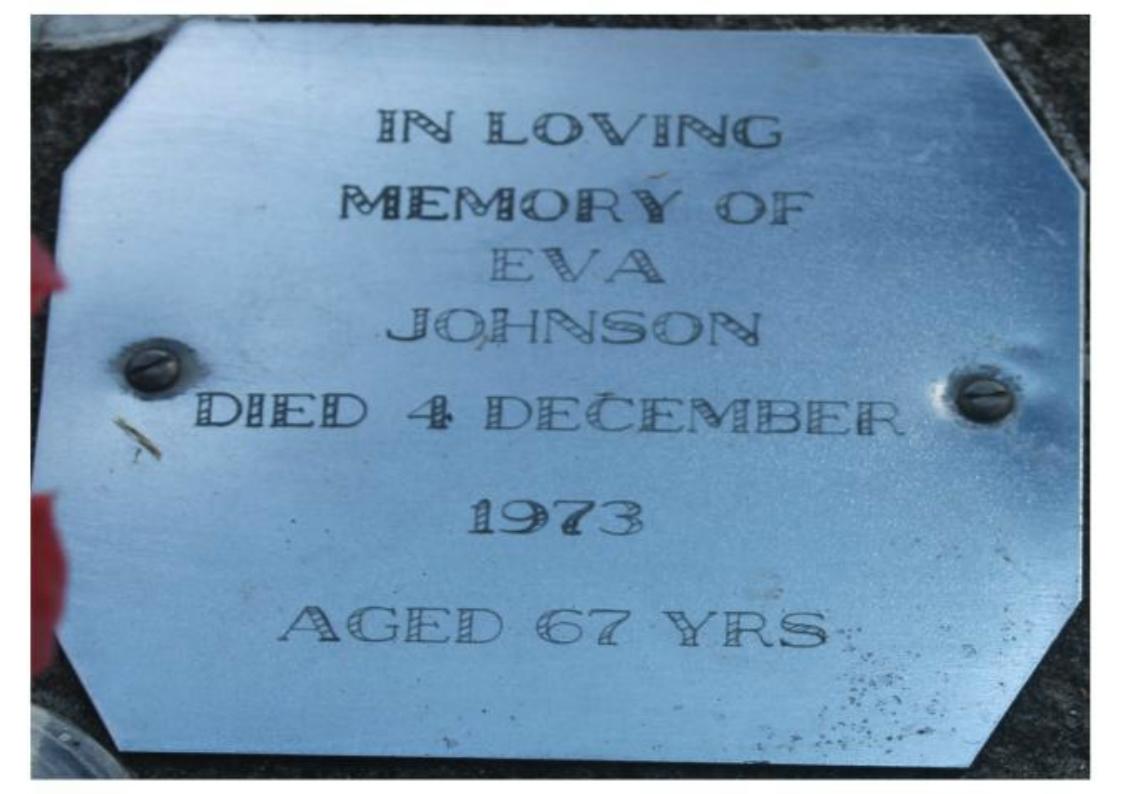 IN LOVING
MEMORY OF
EVA
JOHNSON
DIED 4 DECEMBER
1973
AGED 67 YRS